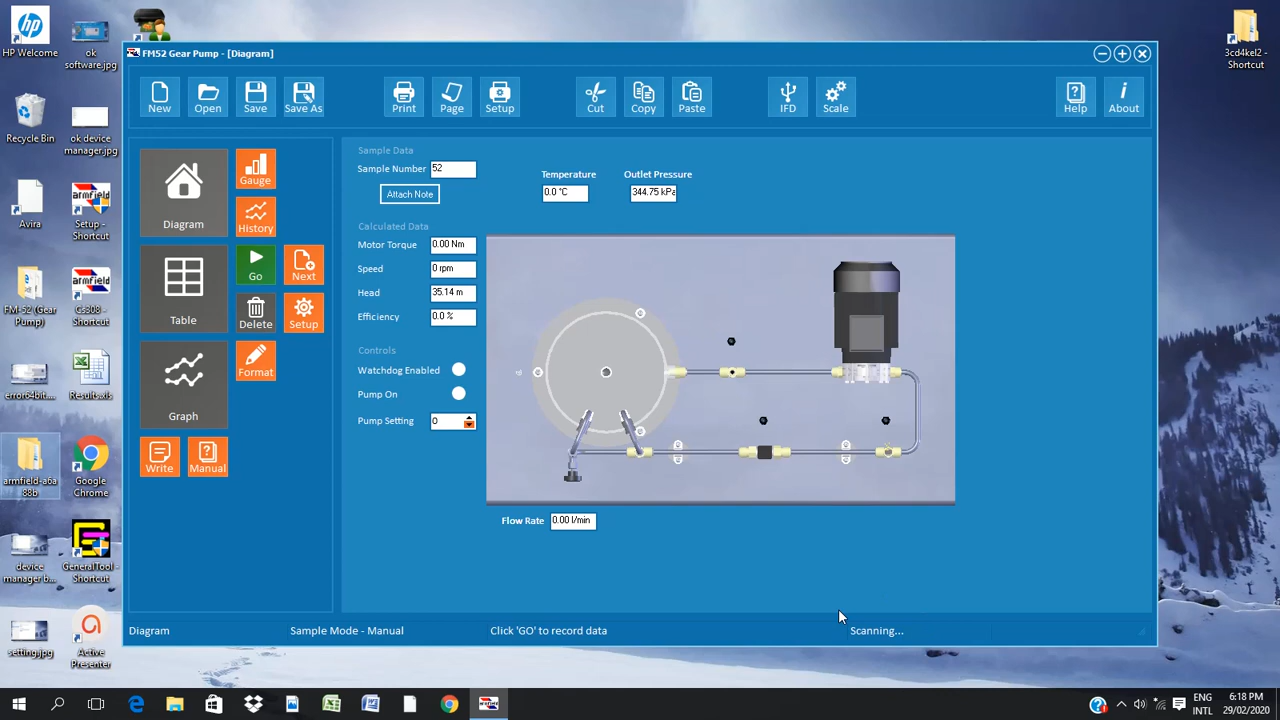 HP Welcome
ok software.jpg
3cd4kel2 - Shortcut
Recycle Bin
ok device manager.jpg
Avira
armfield
Setup - Shortcut
FM-52 (Gear Pump)
armfield
Cs308 - Shortcut
error64bit....
Results.xls
armfield-a6a88b
Google Chrome
device manager b...
GeneralTool - Shortcut
setting.jpg
Active Presenter
FM52 Gear Pump - [Diagram]
New
Open
Save
Save As
Print
Page
Setup
Cut
Copy
Paste
IFD
Scale
Help
About
Diagram
Gauge
History
Table
Go
Next
Delete
Setup
Graph
Format
Write
Manual
Sample Data
Sample Number 52
Attach Note
Temperature
0.0 °C
Outlet Pressure
344.75 kPa
Calculated Data
Motor Torque 0.00 Nm
Speed 0 rpm
Head 35.14 m
Efficiency 0.0 %
Controls
Watchdog Enabled
Pump On
Pump Setting 0
Flow Rate 0.00 l/min
Diagram
Sample Mode - Manual
Click 'GO' to record data
Scanning...
ENG
INTL
6:18 PM
29/02/2020